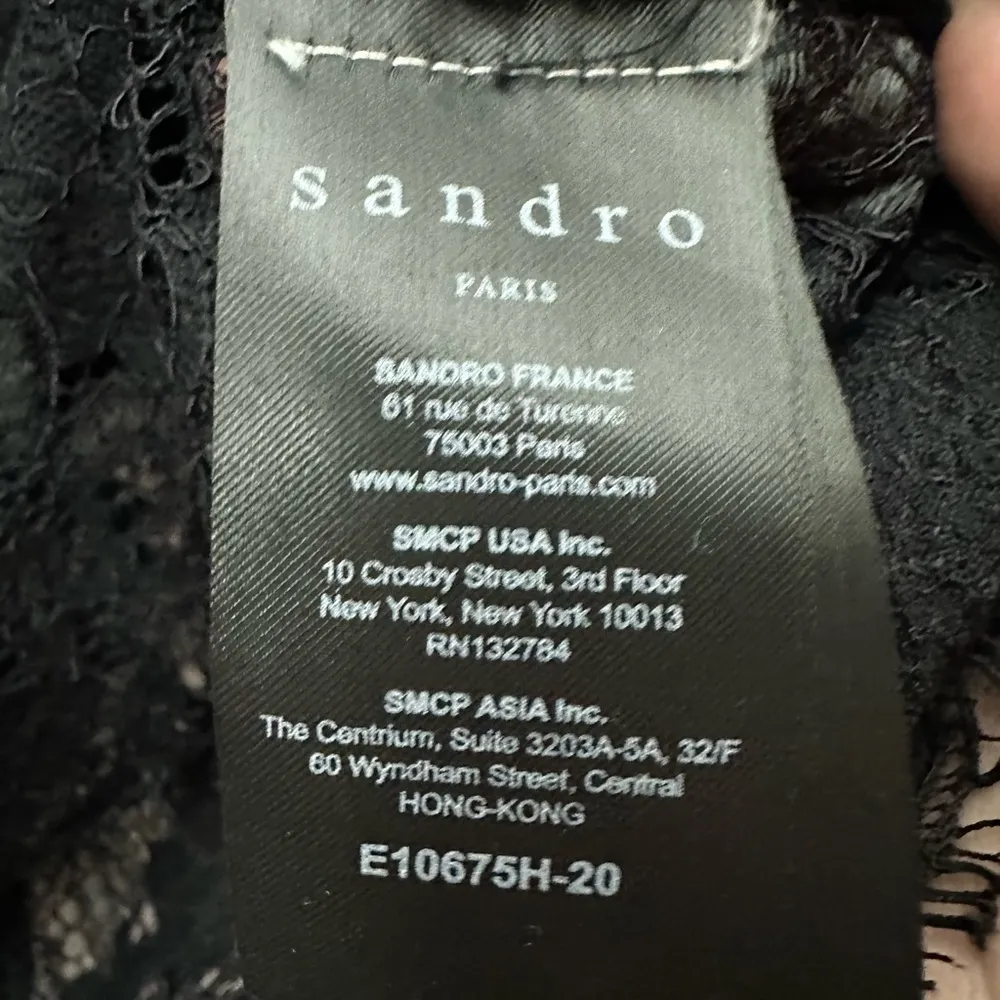 sandro
PARIS
SANDRO FRANCE
61 rue de Turenne
75003 Paris
www.sandro-paris.com
SMCP USA Inc.
10 Crosby Street, 3rd Floor
New York, New York 10013
RN132784
SMCP ASIA Inc.
The Centrium, Suite 3203A-5A, 32/F
60 Wyndham Street, Central
HONG-KONG
E10675H-20